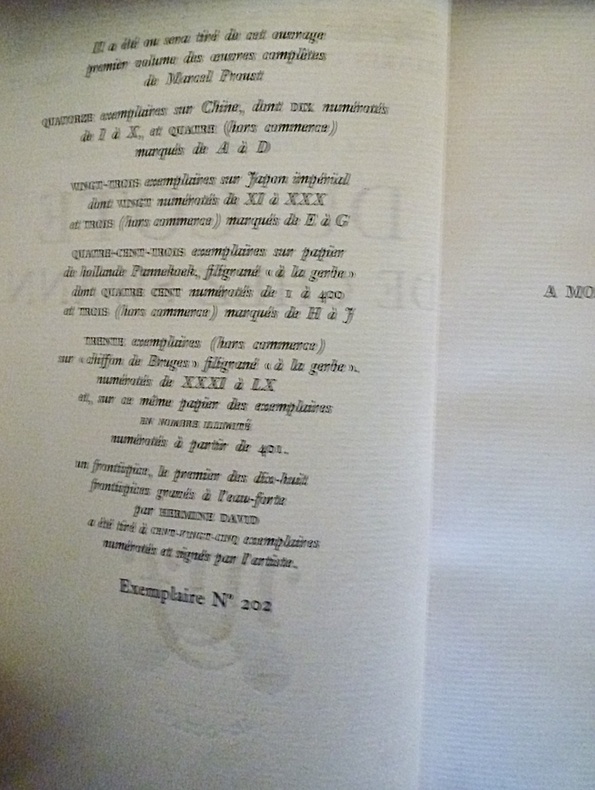 Il a été ou sera tiré de cet ouvrage
premier volume des œuvres complètes
de Marcel Proust
QUATORZE exemplaires sur Chine, dont DIX numérotés
de I à X, et QUATRE (hors commerce)
marqués de A à D
VINGT-TROIS exemplaires sur Japon impérial
dont VINGT numérotés de XI à XXX
et TROIS (hors commerce) marqués de E à G
QUATRE-CENT-TROIS exemplaires sur papier
de hollande Pannekoek, filigrané « à la gerbe »
dont QUATRE CENT numérotés de 1 à 400
et TROIS (hors commerce) marqués de H à J
TRENTE exemplaires (hors commerce)
sur « chiffon de Bruges » filigrané « à la gerbe ».
numérotés de XXXI à LX
et, sur ce même papier des exemplaires
EN NOMBRE ILLIMITÉ
numérotés à partir de 401.
un frontispice, le premier des dix-huit
frontispices gravés à l'eau-forte
par HERMINE DAVID
a été tiré à CENT-VINGT-CINQ exemplaires
numérotés et signés par l'artiste.
Exemplaire N° 202
A MO